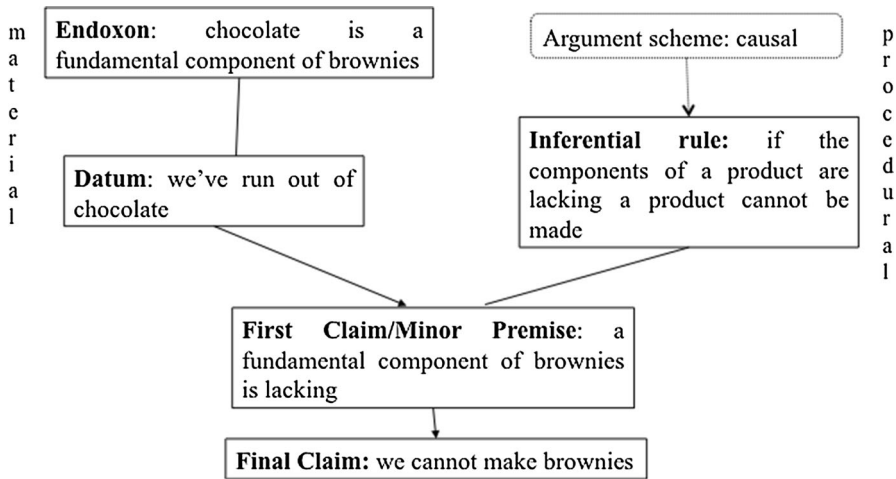 material
Endoxon: chocolate is a
fundamental component of brownies
Argument scheme: causal
procedural
Datum: we've run out of
chocolate
Inferential rule: if the
components of a product are
lacking a product cannot be
made
First Claim/Minor Premise: a
fundamental component of brownies
is lacking
Final Claim: we cannot make brownies